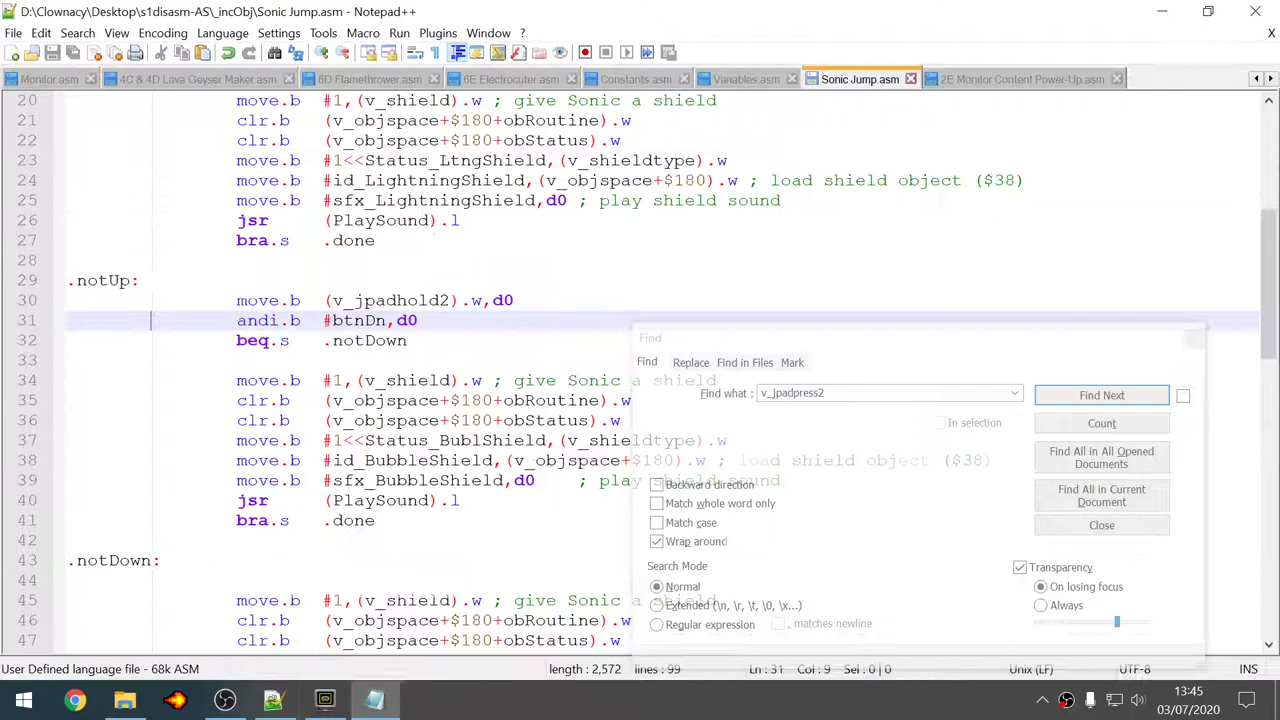 D:\Clownacy\Desktop\s1disasm-AS\_incObj\Sonic Jump.asm - Notepad++
File Edit Search View Encoding Language Settings Tools Macro Run Plugins Window ? X
Monitor.asm 4C & 4D Lava Geyser Maker.asm 6D Flamethrower.asm 6E Electrocuter.asm Constants.asm Variables.asm Sonic Jump.asm 2E Monitor Content Power-Up.asm
20 move.b #1,(v_shield).w ; give Sonic a shield
21 clr.b (v_objspace+$180+obRoutine).w
22 clr.b (v_objspace+$180+obStatus).w
23 move.b #1<<Status_LtngShield,(v_shieldtype).w
24 move.b #id_LightningShield,(v_objspace+$180).w ; load shield object ($38)
25 move.b #sfx_LightningShield,d0 ; play shield sound
26 jsr (PlaySound).l
27 bra.s .done
28
29 .notUp:
30 move.b (v_jpadhold2).w,d0
31 andi.b #btnDn,d0
32 beq.s .notDown
33
34 move.b #1,(v_shield).w ; give Sonic a shield
35 clr.b (v_objspace+$180+obRoutine).w
36 clr.b (v_objspace+$180+obStatus).w
37 move.b #1<<Status_BublShield,(v_shieldtype).w
38 move.b #id_BubbleShield,(v_objspace+$180).w ; load shield object ($38)
39 move.b #sfx_BubbleShield,d0 ; play shield sound
40 jsr (PlaySound).l
41 bra.s .done
42
43 .notDown:
44
45 move.b #1,(v_shield).w ; give Sonic a shield
46 clr.b (v_objspace+$180+obRoutine).w
47 clr.b (v_objspace+$180+obStatus).w
Find
Find Replace Find in Files Mark
Find what : v_jpadpress2
Find Next
In selection
Count
Find All in All Opened Documents
Find All in Current Document
Close
Backward direction
Match whole word only
Match case
Wrap around
Search Mode
Normal
Extended (\n, \r, \t, \0, \x...)
Regular expression
. matches newline
Transparency
On losing focus
Always
User Defined language file - 68k ASM length : 2,572 lines : 99 Ln : 31 Col : 9 Sel : 0 | 0 Unix (LF) UTF-8 INS
13:45
03/07/2020